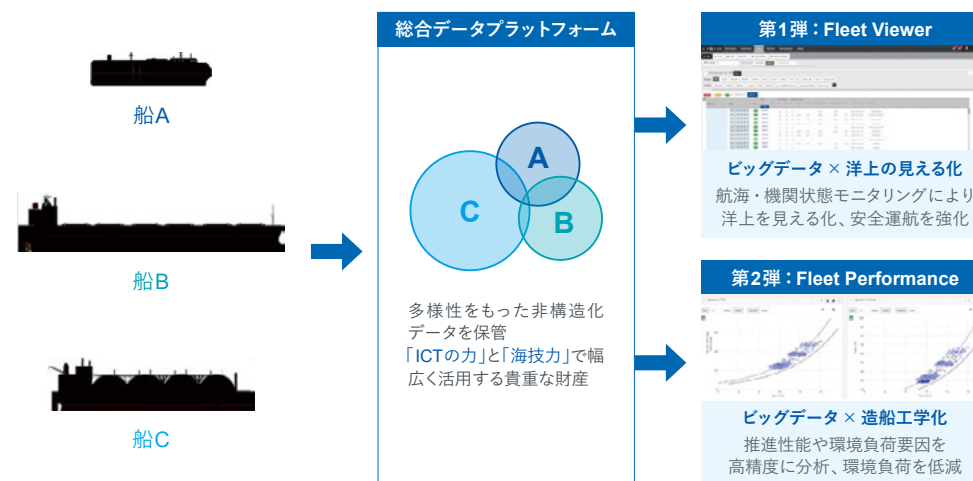 船A
船B
船C
総合データプラットフォーム
A
C
B
多様性をもった非構造化
データを保管
「ICTの力」と「海技力」で幅
広く活用する貴重な財産
第1弾：Fleet Viewer
ビッグデータ × 洋上の見える化
航海・機関状態モニタリングにより
洋上を見える化、安全運航を強化
第2弾：Fleet Performance
ビッグデータ × 造船工学化
推進性能や環境負荷要因を
高精度に分析、環境負荷を低減